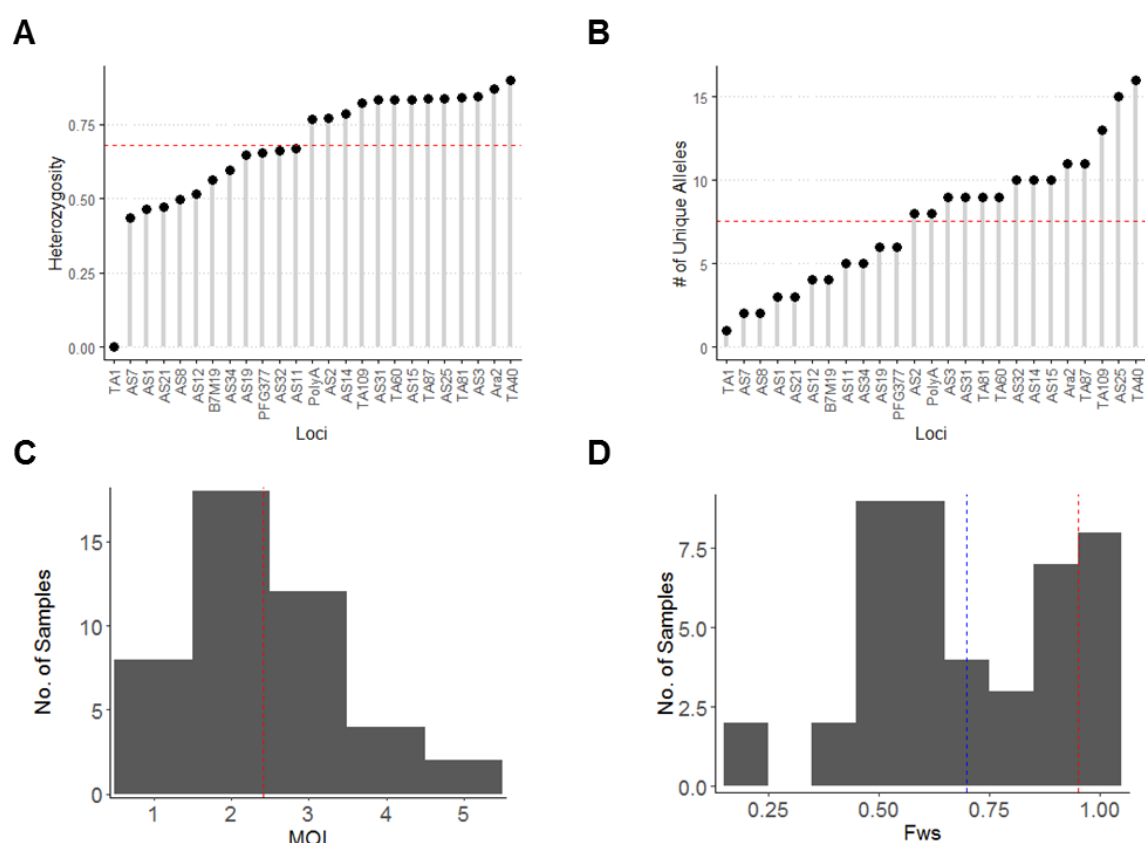 A
Heterozygosity
0.75
0.50
0.25
0.00
TA1 AS7 AS1 AS21 AS8 AS12 B7M19 AS34 AS19 PFG377 AS32 AS11 PolyA AS2 AS14 TA109 AS31 TA60 AS15 TA87 AS25 TA81 AS3 Ara2 TA40
Loci
B
# of Unique Alleles
15
10
5
0
TA1 AS7 AS8 AS1 AS21 AS12 B7M19 AS11 AS34 AS19 PFG377 AS2 PolyA AS3 AS31 TA81 TA60 AS32 AS14 AS15 Ara2 TA87 TA109 AS25 TA40
Loci
C
No. of Samples
15
10
5
0
1 2 3 4 5
MOI
D
No. of Samples
7.5
5.0
2.5
0.0
0.25 0.50 0.75 1.00
Fws